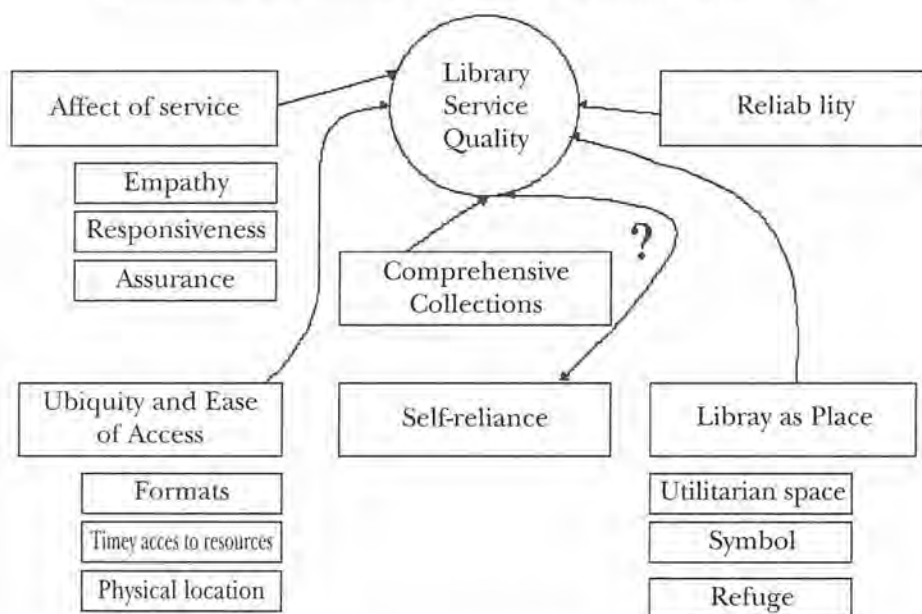 Library
Service
Quality
Affect of service
Reliab lity
Empathy
Responsiveness
Assurance
?
Comprehensive
Collections
Ubiquity and Ease
of Access
Self-reliance
Libray as Place
Formats
Timey acces to resources
Physical location
Utilitarian space
Symbol
Refuge